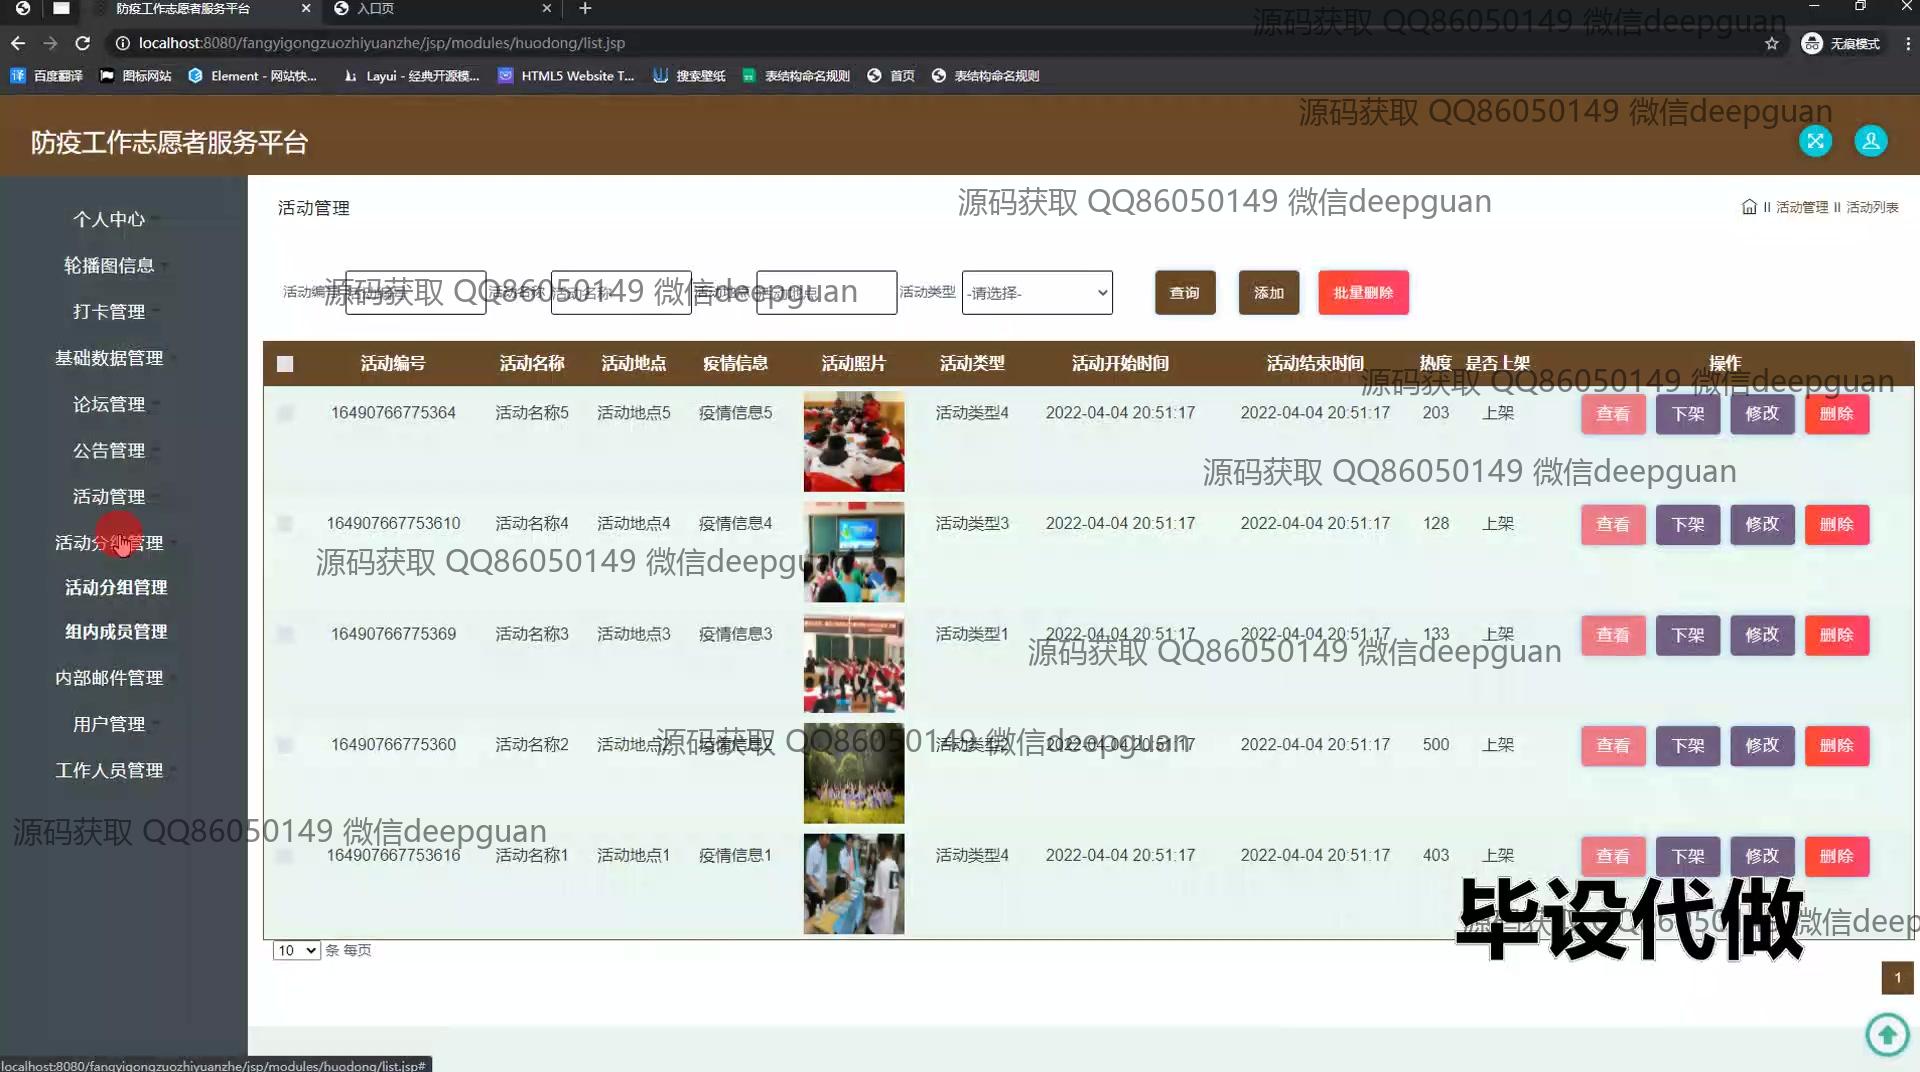 防疫工作志愿者服务平台
入口页
localhost:8080/fangyigongzuozhiyuanzhe/jsp/modules/huodong/list.jsp
无痕模式
百度翻译
图标网站
Element - 网站快...
Layui - 经典开源模...
HTML5 Website T...
搜索壁纸
表结构命名规则
首页
表结构命名规则
源码获取 QQ86050149 微信deepguan
源码获取 QQ86050149 微信deepguan
防疫工作志愿者服务平台
源码获取 QQ86050149 微信deepguan
个人中心
轮播图信息
打卡管理
基础数据管理
论坛管理
公告管理
活动管理
活动分组管理
活动分组管理
组内成员管理
内部邮件管理
用户管理
工作人员管理
活动管理
活动管理 活动列表
活动编号 活动名称 活动类型 -请选择- 查询 添加 批量删除
源码获取 QQ86050149 微信deepguan
活动编号 活动名称 活动地点 疫情信息 活动照片 活动类型 活动开始时间 活动结束时间 热度 是否上架 操作
源码获取 QQ86050149 微信deepguan
16490766775364 活动名称5 活动地点5 疫情信息5 活动类型4 2022-04-04 20:51:17 2022-04-04 20:51:17 203 上架 查看 下架 修改 删除
源码获取 QQ86050149 微信deepguan
164907667753610 活动名称4 活动地点4 疫情信息4 活动类型3 2022-04-04 20:51:17 2022-04-04 20:51:17 128 上架 查看 下架 修改 删除
源码获取 QQ86050149 微信deepgu
16490766775369 活动名称3 活动地点3 疫情信息3 活动类型1 2022-04-04 20:51:17 2022-04-04 20:51:17 133 上架 查看 下架 修改 删除
源码获取 QQ86050149 微信deepguan
16490766775360 活动名称2 活动地点2 疫情信息2 活动类型2 2022-04-04 20:51:17 2022-04-04 20:51:17 500 上架 查看 下架 修改 删除
源码获取 QQ86050149 微信deepguan
164907667753616 活动名称1 活动地点1 疫情信息1 活动类型4 2022-04-04 20:51:17 2022-04-04 20:51:17 403 上架 查看 下架 修改 删除
源码获取 QQ86050149 微信deepguan
毕设代做
微信deep
10 条 每页
1
localhost:8080/fangyigongzuozhiyuanzhe/jsp/modules/huodong/list.jsp#